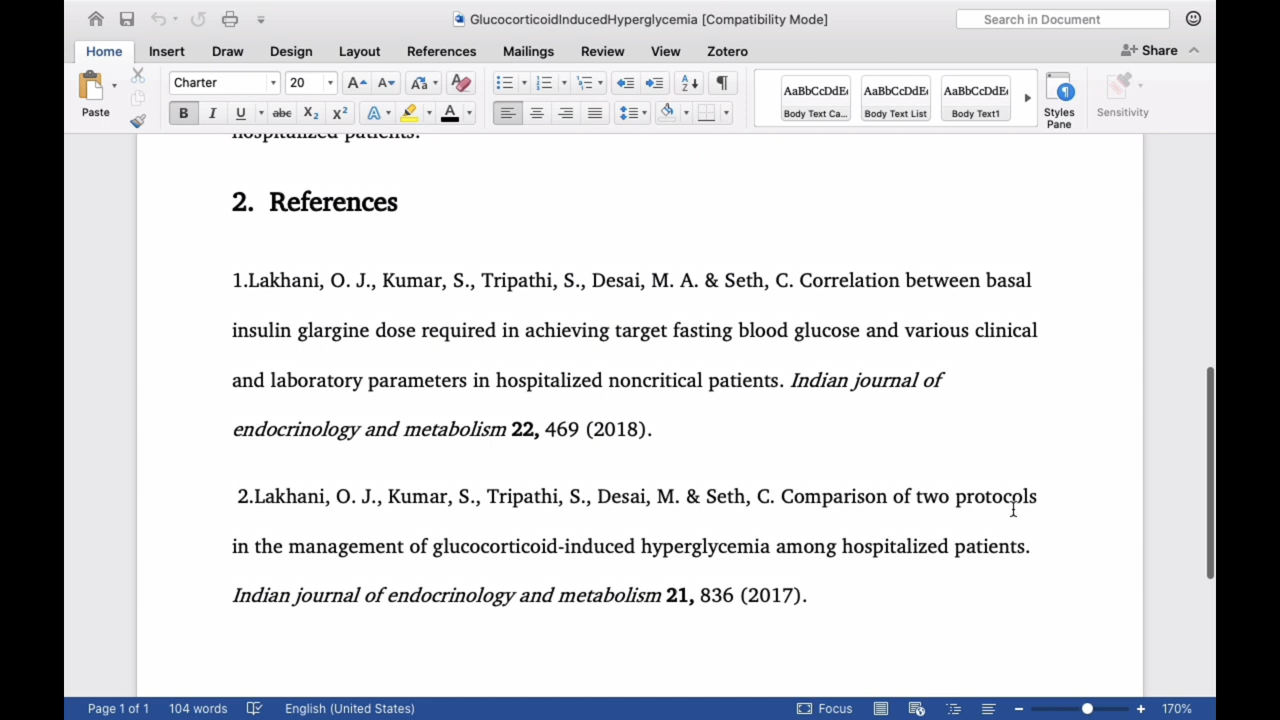 GlucocorticoidInducedHyperglycemia [Compatibility Mode]
Search in Document
Home Insert Draw Design Layout References Mailings Review View Zotero Share
Paste
Charter 20 A A Aa A
B I U abc X₂ X² A A
AaBbCcDdEe AaBbCcDdEe AaBbCcDdEe
Body Text Ca... Body Text List Body Text1
Styles Pane
Sensitivity
hospitalized patients.
2. References
1.Lakhani, O. J., Kumar, S., Tripathi, S., Desai, M. A. & Seth, C. Correlation between basal
insulin glargine dose required in achieving target fasting blood glucose and various clinical
and laboratory parameters in hospitalized noncritical patients. Indian journal of
endocrinology and metabolism 22, 469 (2018).
2.Lakhani, O. J., Kumar, S., Tripathi, S., Desai, M. & Seth, C. Comparison of two protocols
in the management of glucocorticoid-induced hyperglycemia among hospitalized patients.
Indian journal of endocrinology and metabolism 21, 836 (2017).
Page 1 of 1 104 words English (United States) Focus 170%